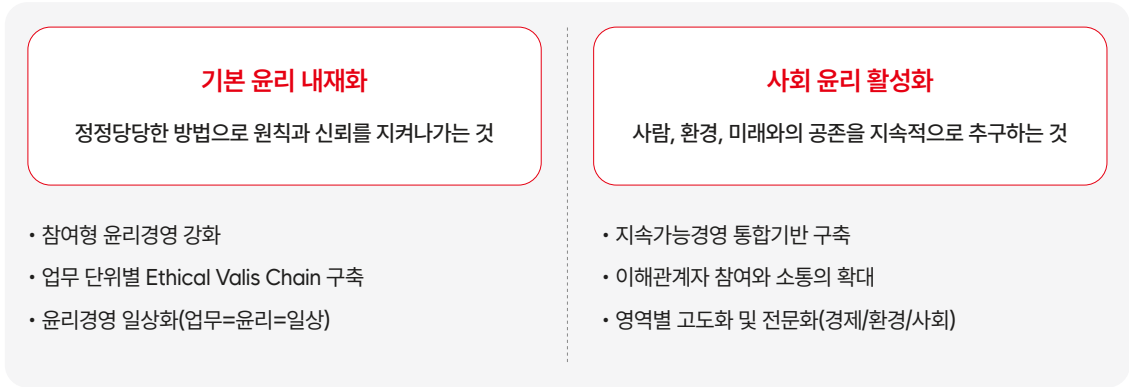 기본 윤리 내재화
정정당당한 방법으로 원칙과 신뢰를 지켜나가는 것
• 참여형 윤리경영 강화
• 업무 단위별 Ethical Valis Chain 구축
• 윤리경영 일상화(업무=윤리=일상)
사회 윤리 활성화
사람, 환경, 미래와의 공존을 지속적으로 추구하는 것
• 지속가능경영 통합기반 구축
• 이해관계자 참여와 소통의 확대
• 영역별 고도화 및 전문화(경제/환경/사회)